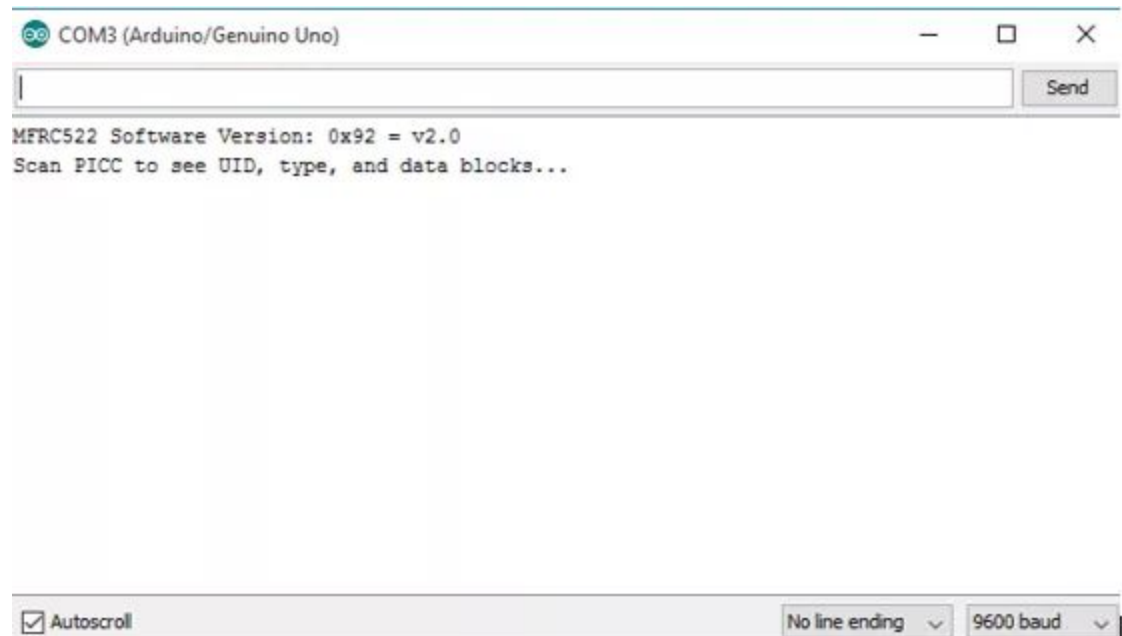 COM3 (Arduino/Genuino Uno)
Send
MFRC522 Software Version: 0x92 = v2.0
Scan PICC to see UID, type, and data blocks...
Autoscroll
No line ending
9600 baud